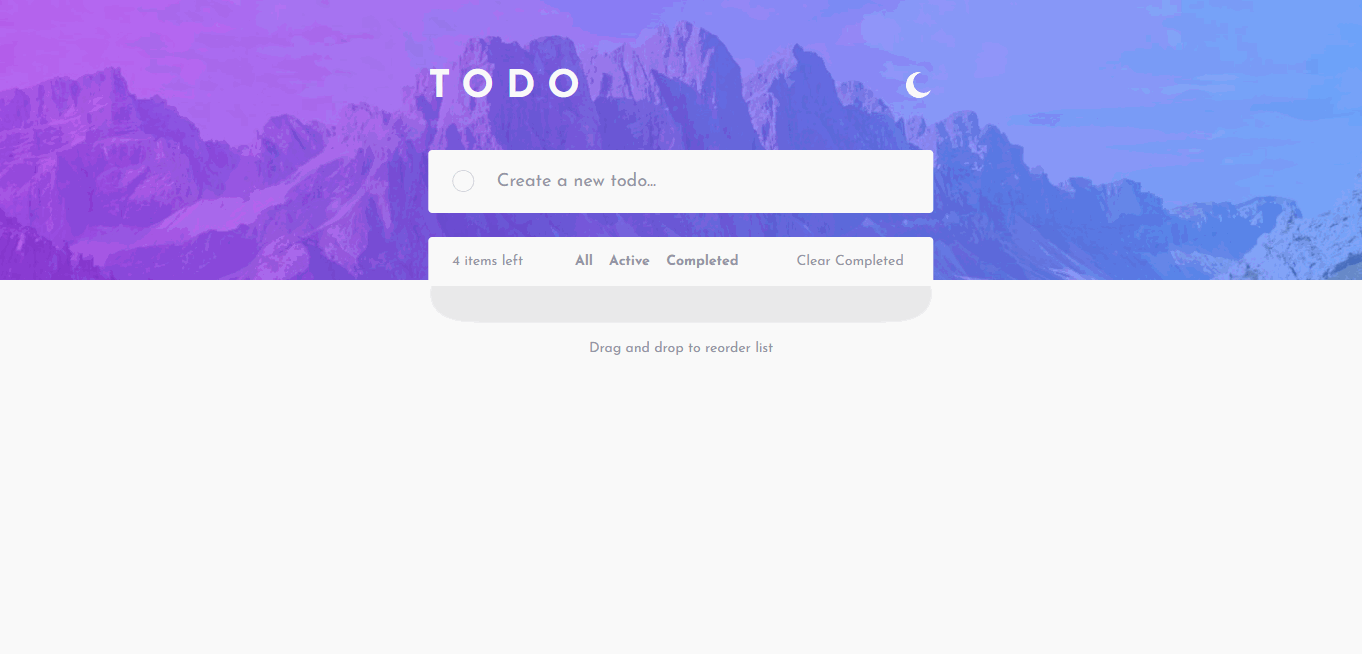 TODO
Create a new todo...
4 items left All Active Completed Clear Completed
Drag and drop to reorder list